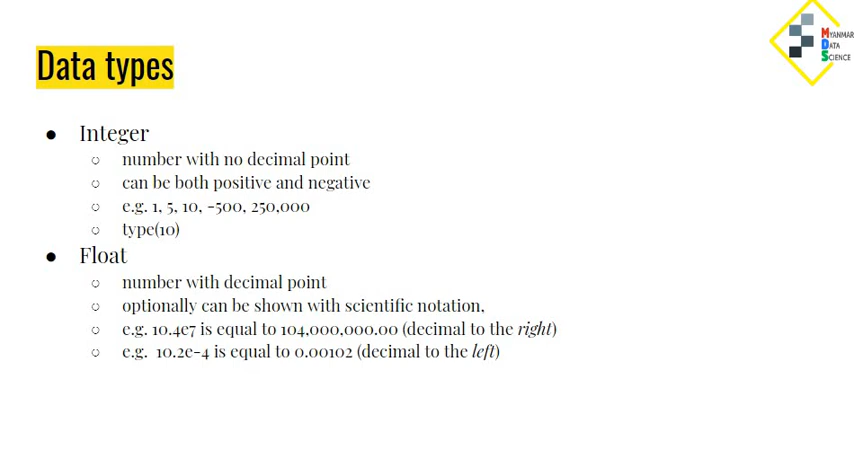 MYANMAR
DATA
SCIENCE
Data types
● Integer
○ number with no decimal point
○ can be both positive and negative
○ e.g. 1, 5, 10, -500, 250,000
○ type(10)
● Float
○ number with decimal point
○ optionally can be shown with scientific notation,
○ e.g. 10.4e7 is equal to 104,000,000.00 (decimal to the right)
○ e.g. 10.2e-4 is equal to 0.00102 (decimal to the left)